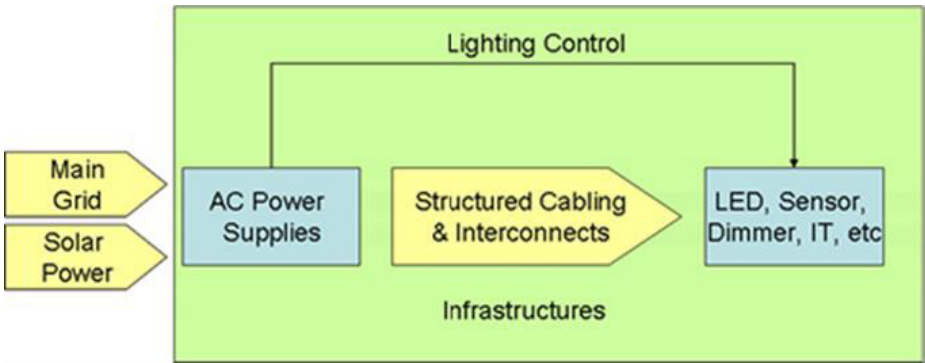 Lighting Control
Main
Grid
Solar
Power
AC Power
Supplies
Structured Cabling
& Interconnects
LED, Sensor,
Dimmer, IT, etc
Infrastructures